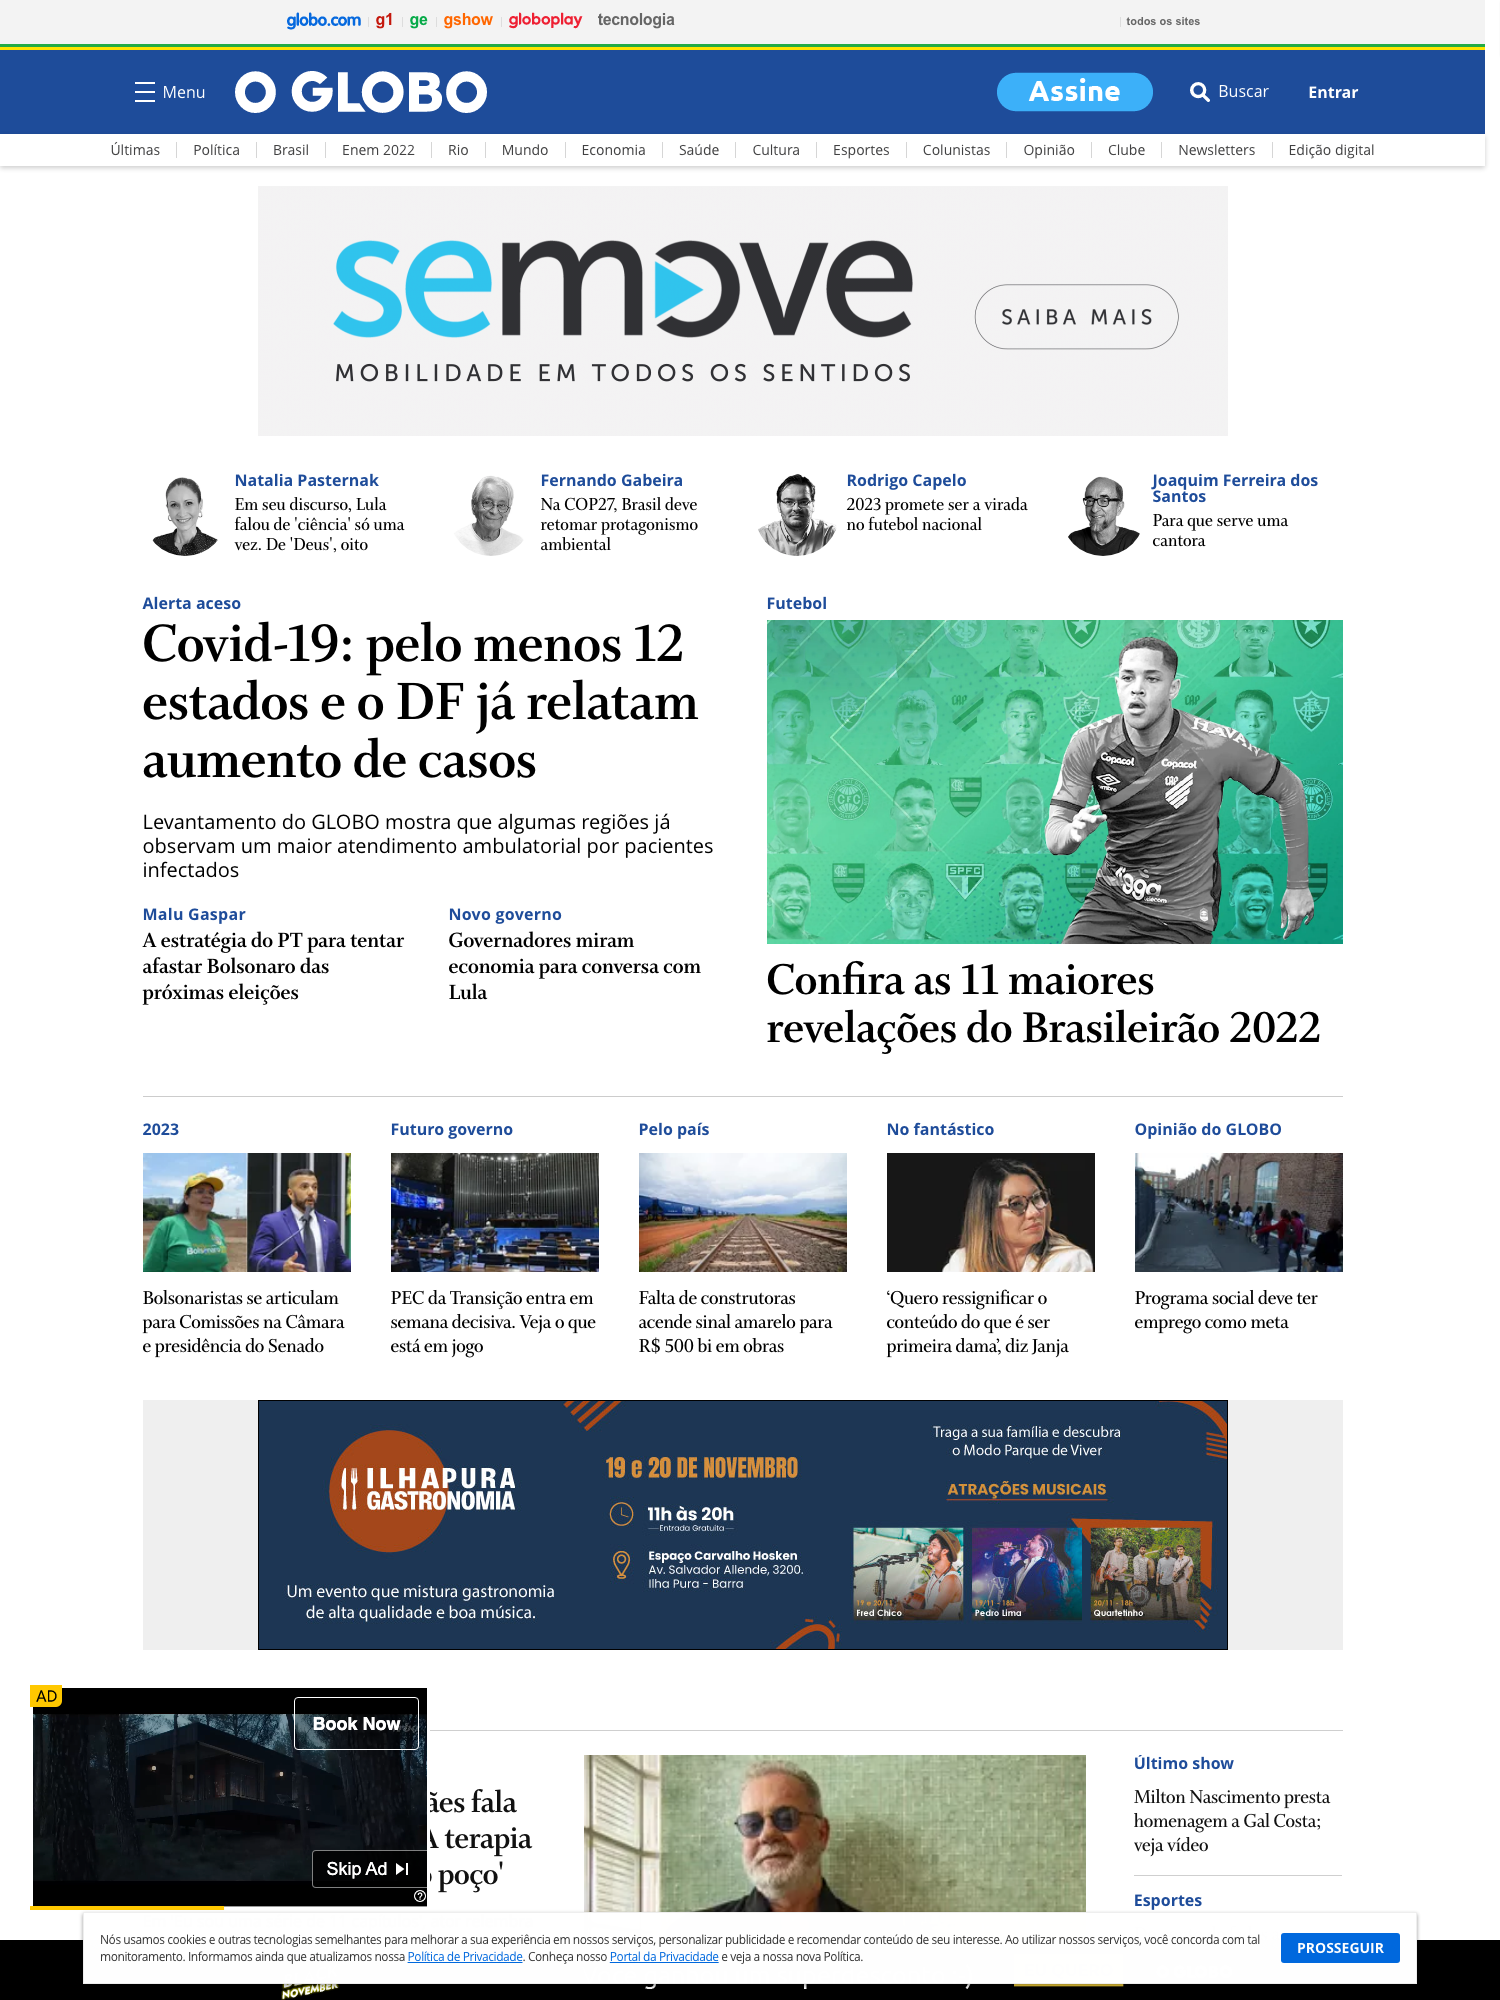 globo.com g1 ge gshow globoplay tecnologia todos os sites
Menu O GLOBO Assine Buscar Entrar
Últimas Política Brasil Enem 2022 Rio Mundo Economia Saúde Cultura Esportes Colunistas Opinião Clube Newsletters Edição digital
semove
SAIBA MAIS
MOBILIDADE EM TODOS OS SENTIDOS
Natalia Pasternak
Em seu discurso, Lula
falou de 'ciência' só uma
vez. De 'Deus', oito
Fernando Gabeira
Na COP27, Brasil deve
retomar protagonismo
ambiental
Rodrigo Capelo
2023 promete ser a virada
no futebol nacional
Joaquim Ferreira dos
Santos
Para que serve uma
cantora
Alerta aceso
Covid-19: pelo menos 12
estados e o DF já relatam
aumento de casos
Levantamento do GLOBO mostra que algumas regiões já
observam um maior atendimento ambulatorial por pacientes
infectados
Malu Gaspar
A estratégia do PT para tentar
afastar Bolsonaro das
próximas eleições
Novo governo
Governadores miram
economia para conversa com
Lula
Futebol
HAVAN
Copacol Copacol
CAP
SPFC
Confira as 11 maiores
revelações do Brasileirão 2022
2023
Bolsonaristas se articulam
para Comissões na Câmara
e presidência do Senado
Futuro governo
PEC da Transição entra em
semana decisiva. Veja o que
está em jogo
Pelo país
Falta de construtoras
acende sinal amarelo para
R$ 500 bi em obras
No fantástico
‘Quero ressignificar o
conteúdo do que é ser
primeira dama’, diz Janja
Opinião do GLOBO
Programa social deve ter
emprego como meta
ILHAPURA
GASTRONOMIA
Um evento que mistura gastronomia
de alta qualidade e boa música.
19 e 20 DE NOVEMBRO
11h às 20h
Entrada Gratuita
Espaço Carvalho Hosken
Av. Salvador Allende, 3200.
Ilha Pura - Barra
Traga a sua família e descubra
o Modo Parque de Viver
ATRAÇÕES MUSICAIS
19 e 20/11
Fred Chico
19/11 - 18h
Pedro Lima
20/11 - 18h
Quartetinho
AD
Book Now
Skip Ad
ães fala
A terapia
poço'
Último show
Milton Nascimento presta
homenagem a Gal Costa;
veja vídeo
Esportes
Nós usamos cookies e outras tecnologias semelhantes para melhorar a sua experiência em nossos serviços, personalizar publicidade e recomendar conteúdo de seu interesse. Ao utilizar nossos serviços, você concorda com tal
monitoramento. Informamos ainda que atualizamos nossa Política de Privacidade. Conheça nosso Portal da Privacidade e veja a nossa nova Política.
PROSSEGUIR
NOVEMBER